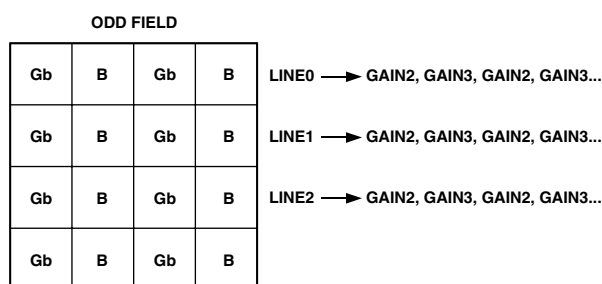 ODD FIELD
Gb B Gb B LINE0 GAIN2, GAIN3, GAIN2, GAIN3...
Gb B Gb B LINE1 GAIN2, GAIN3, GAIN2, GAIN3...
Gb B Gb B LINE2 GAIN2, GAIN3, GAIN2, GAIN3...
Gb B Gb B